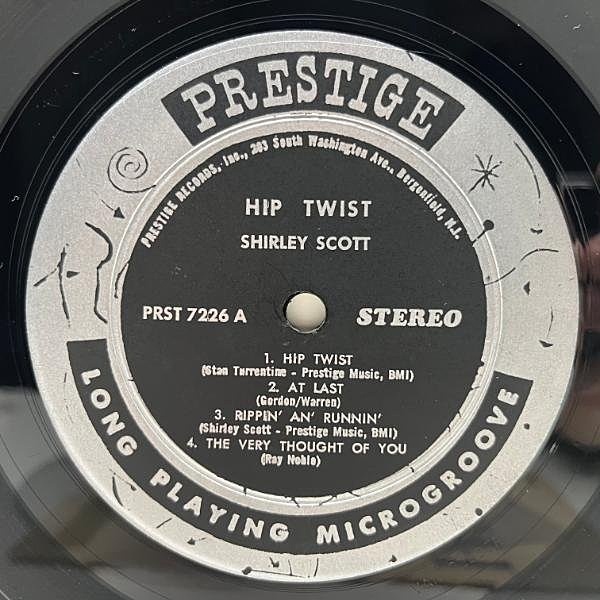 PRESTIGE
PRESTIGE RECORDS, Inc., 203 South Washington Ave., Bergenfield, N.J.
HIP TWIST
SHIRLEY SCOTT
PRST 7226 A
STEREO
1. HIP TWIST
(Stan Turrentine - Prestige Music, BMI)
2. AT LAST
(Gordon/Warren)
3. RIPPIN' AN' RUNNIN'
(Shirley Scott - Prestige Music, BMI)
4. THE VERY THOUGHT OF YOU
(Ray Noble)
LONG PLAYING MICROGROOVE